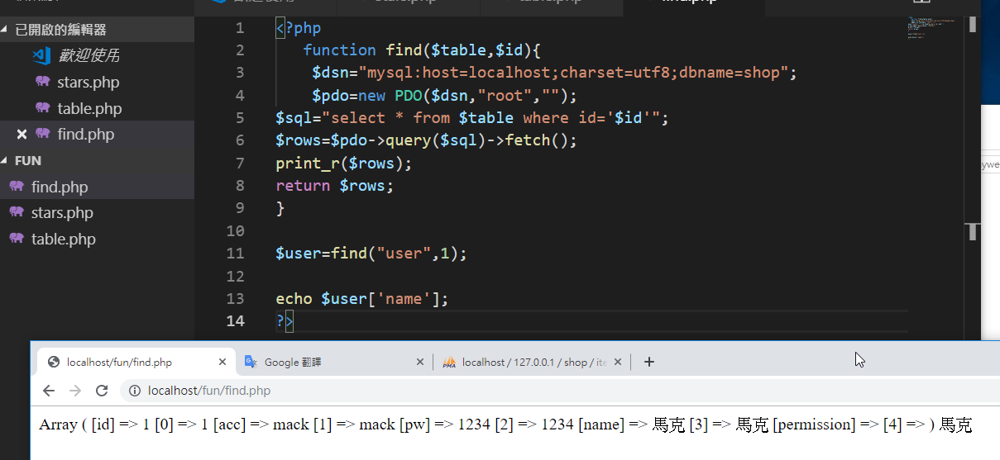 已開啟的編輯器
歡迎使用
stars.php
table.php
find.php
FUN
find.php
stars.php
table.php
1 <?php
2 function find($table,$id){
3 $dsn="mysql:host=localhost;charset=utf8;dbname=shop";
4 $pdo=new PDO($dsn,"root","");
5 $sql="select * from $table where id='$id'";
6 $rows=$pdo->query($sql)->fetch();
7 print_r($rows);
8 return $rows;
9 }
10
11 $user=find("user",1);
12
13 echo $user['name'];
14 ?>
localhost/fun/find.php
Google 翻譯
localhost / 127.0.0.1 / shop / ite
localhost/fun/find.php
Array ( [id] => 1 [0] => 1 [acc] => mack [1] => mack [pw] => 1234 [2] => 1234 [name] => 馬克 [3] => 馬克 [permission] => [4] => ) 馬克